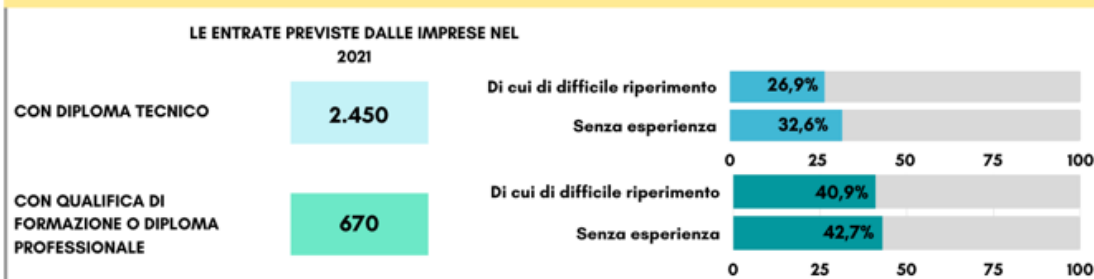 LE ENTRATE PREVISTE DALLE IMPRESE NEL
2021
CON DIPLOMA TECNICO
2.450
Di cui di difficile riperimento
26,9%
Senza esperienza
32,6%
0 25 50 75 100
CON QUALIFICA DI
FORMAZIONE O DIPLOMA
PROFESSIONALE
670
Di cui di difficile riperimento
40,9%
Senza esperienza
42,7%
0 25 50 75 100